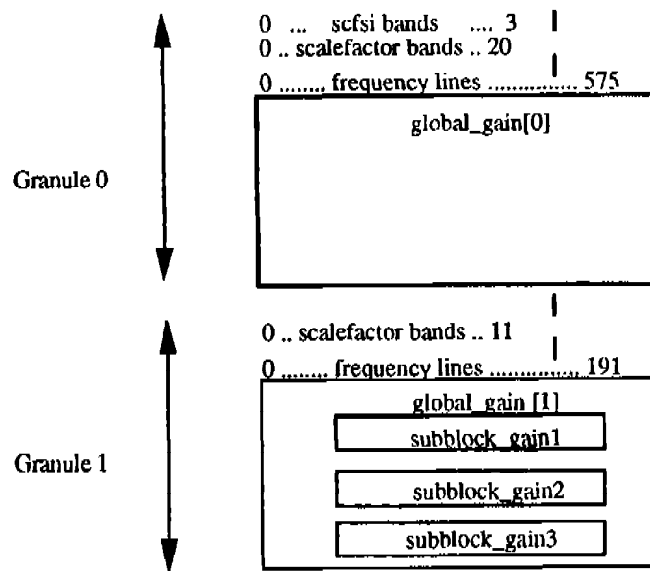 0 ... scfsi bands .... 3
0 .. scalefactor bands .. 20
0 ........ frequency lines ............... 575
global_gain[0]
Granule 0
0 .. scalefactor bands .. 11
0 ........ frequency lines ............... 191
global_gain [1]
subblock_gain1
Granule 1
subblock_gain2
subblock_gain3